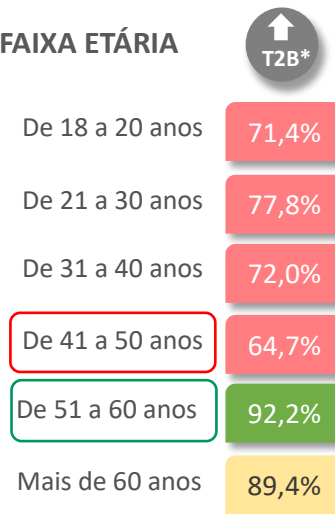 FAIXA ETÁRIA
T2B*
De 18 a 20 anos 71,4%
De 21 a 30 anos 77,8%
De 31 a 40 anos 72,0%
De 41 a 50 anos 64,7%
De 51 a 60 anos 92,2%
Mais de 60 anos 89,4%